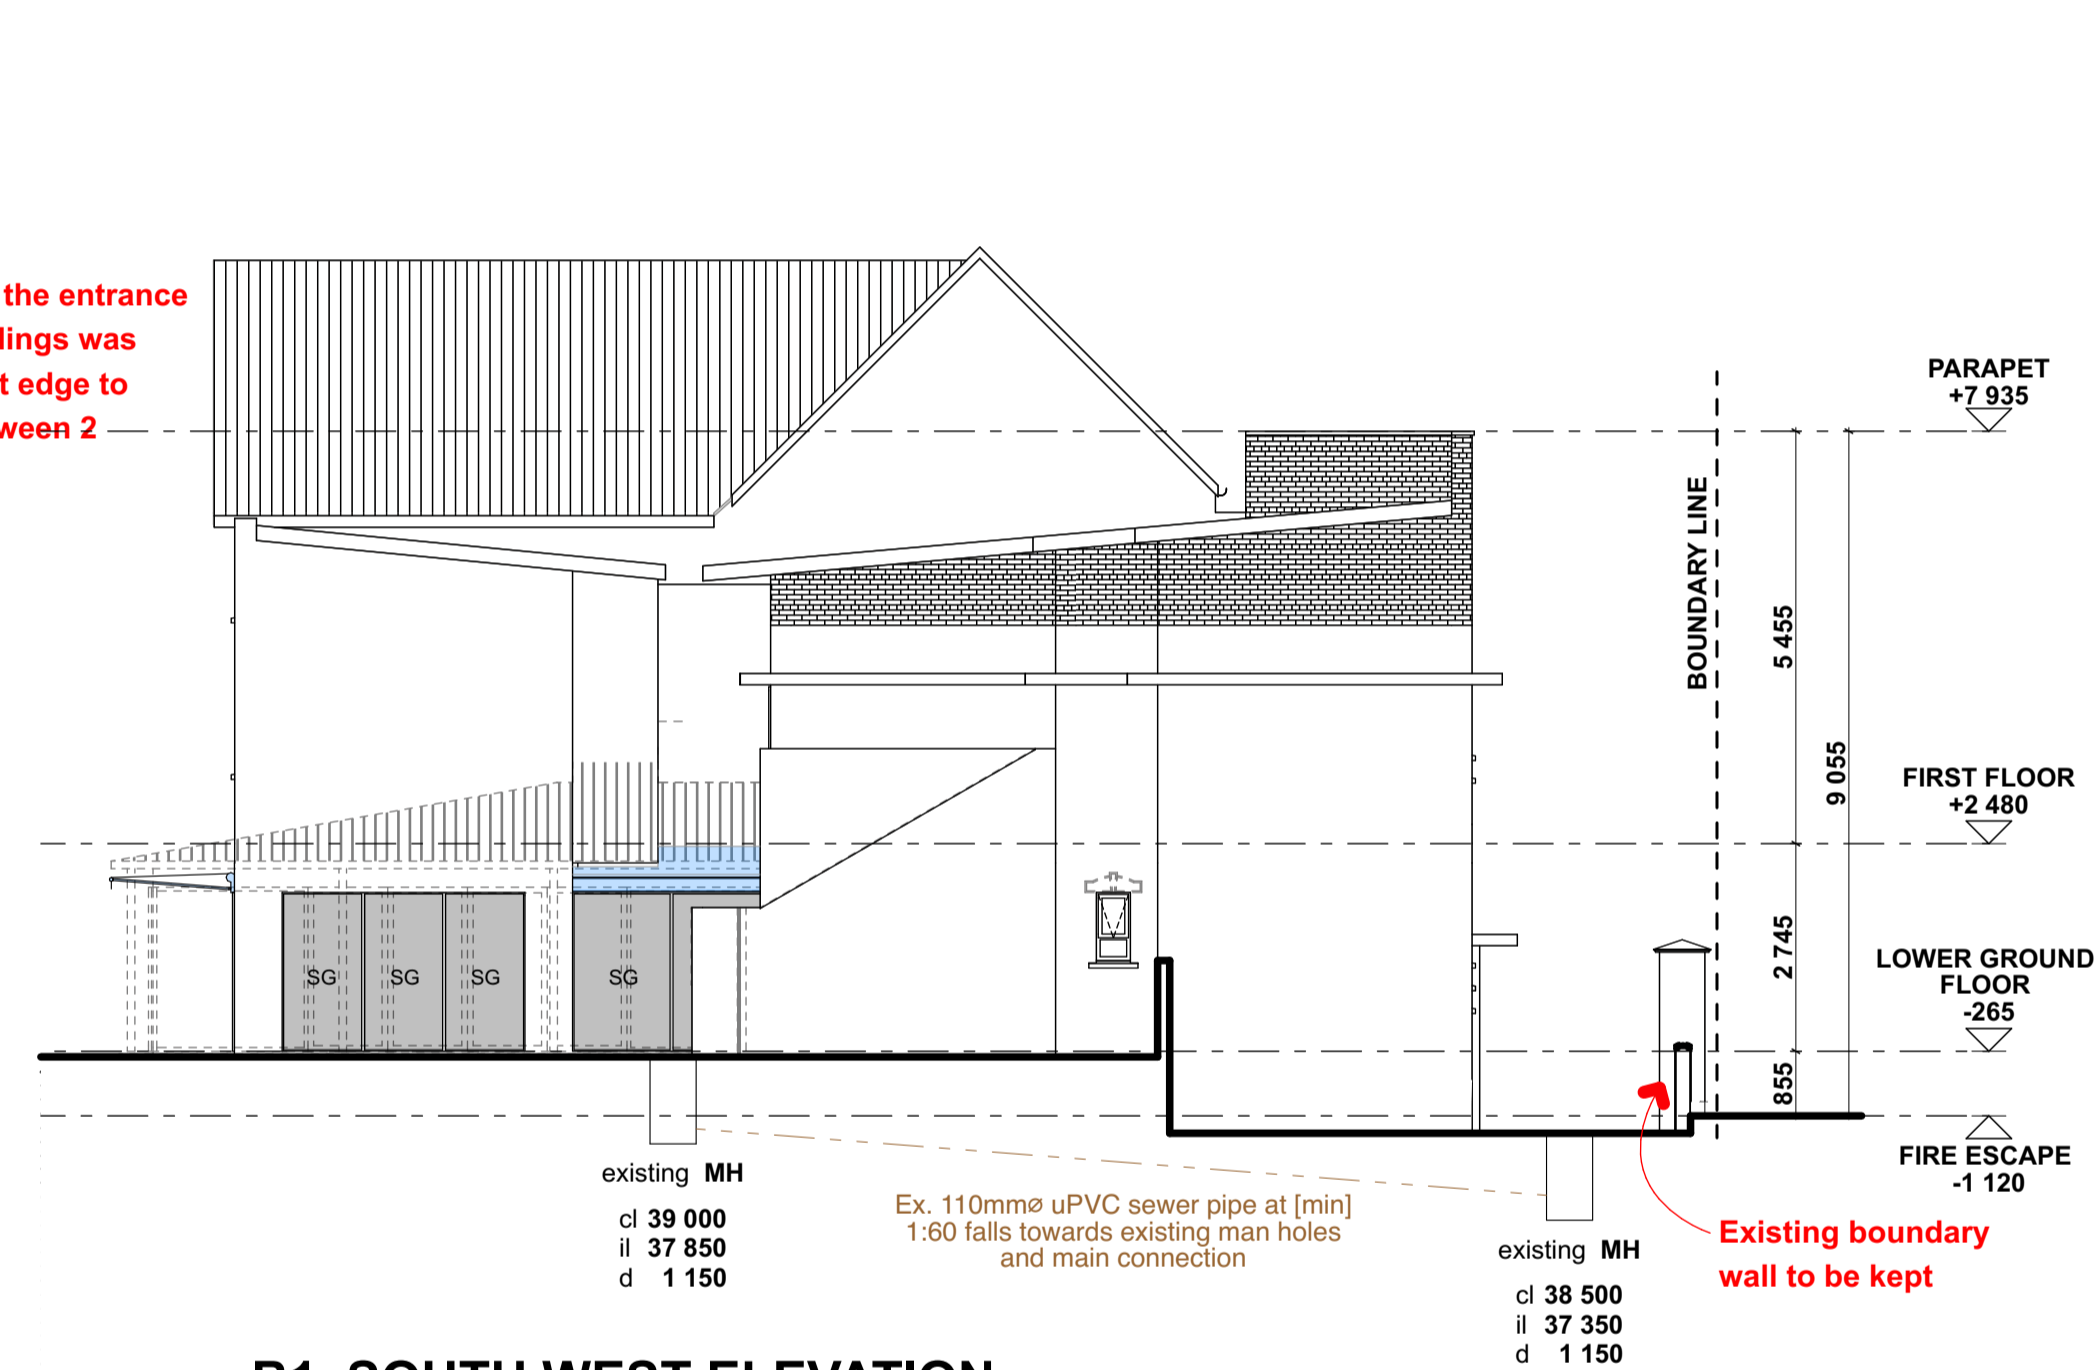 the entrance
lings was
t edge to
ween 2
PARAPET
+7 935
BOUNDARY LINE
5 455
9 055
FIRST FLOOR
+2 480
2 745
LOWER GROUND
FLOOR
-265
SG SG SG SG
855
FIRE ESCAPE
-1 120
existing MH
cl 39 000
il 37 850
d 1 150
Ex. 110mmø uPVC sewer pipe at [min]
1:60 falls towards existing man holes
and main connection
Existing boundary
wall to be kept
existing MH
cl 38 500
il 37 350
d 1 150
SOUTH WEST ELEVATION